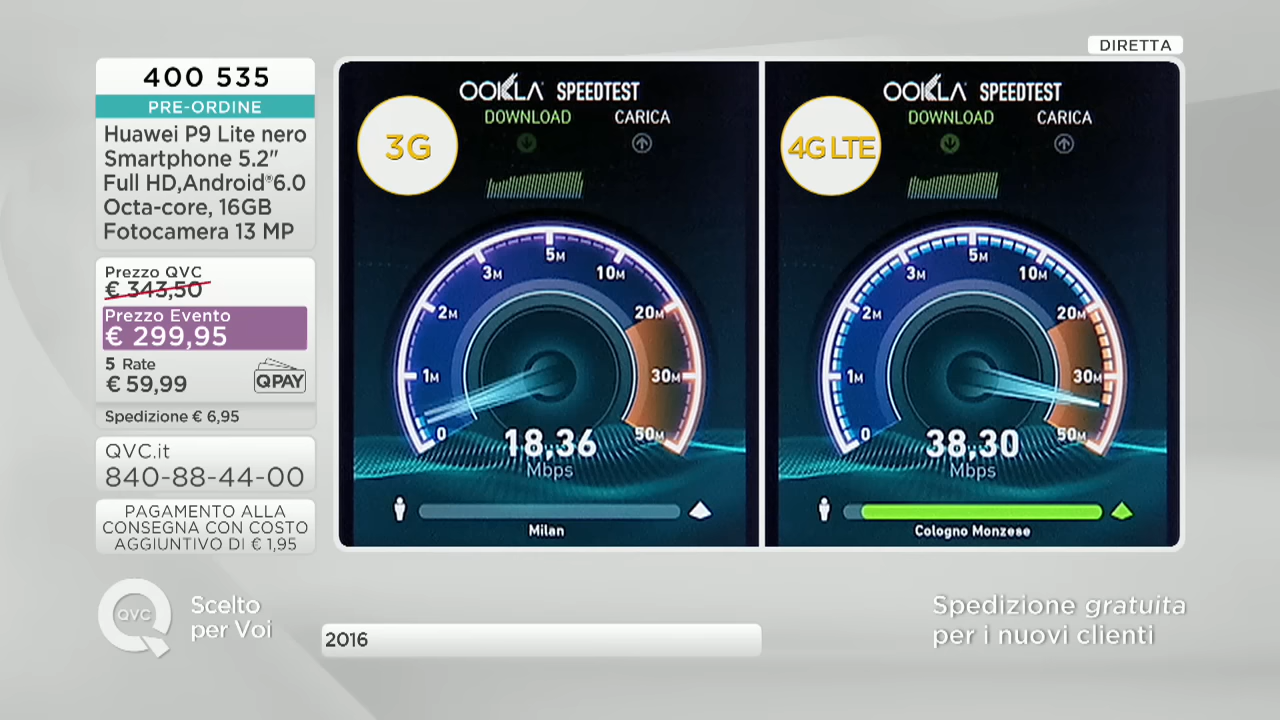 DIRETTA
400 535
PRE-ORDINE
Huawei P9 Lite nero
Smartphone 5.2"
Full HD,Android®6.0
Octa-core, 16GB
Fotocamera 13 MP
Prezzo QVC
€ 343,50
Prezzo Evento
€ 299,95
5 Rate
€ 59,99
QPAY
Spedizione € 6,95
QVC.it
840-88-44-00
PAGAMENTO ALLA
CONSEGNA CON COSTO
AGGIUNTIVO DI € 1,95
OOKLA SPEEDTEST
3G
DOWNLOAD CARICA
0 1M 2M 3M 5M 10M 20M 30M 50M
18,36
Mbps
Milan
OOKLA SPEEDTEST
4G LTE
DOWNLOAD CARICA
0 1M 2M 3M 5M 10M 20M 30M 50M
38,30
Mbps
Cologno Monzese
QVC
Scelto
per Voi
2016
Spedizione gratuita
per i nuovi clienti